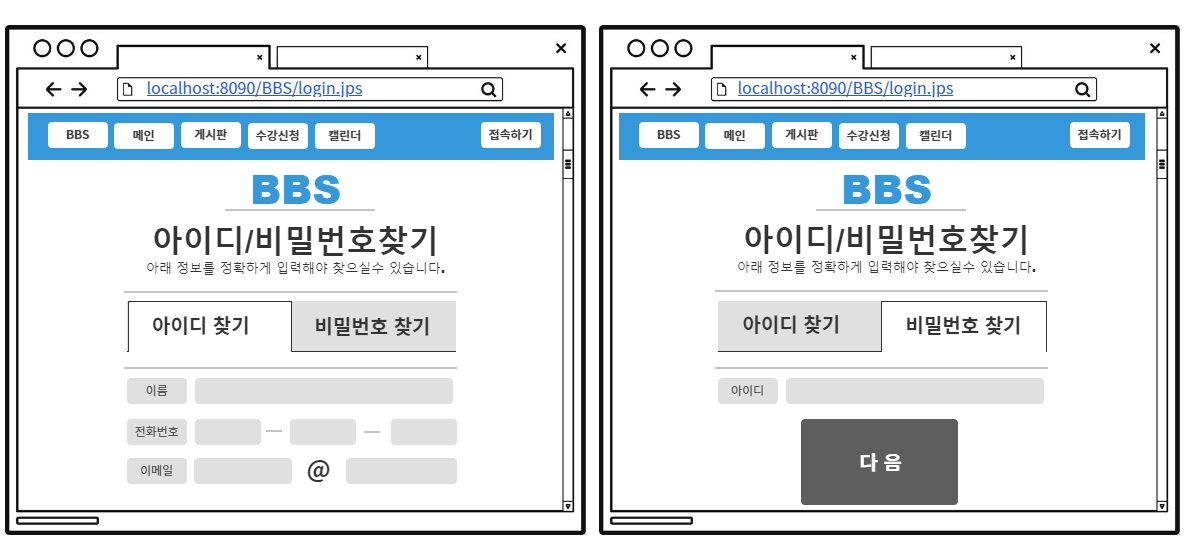 localhost:8090/BBS/login.jps
BBS 메인 게시판 수강신청 캘린더 접속하기
BBS
아이디/비밀번호찾기
아래 정보를 정확하게 입력해야 찾으실수 있습니다.
아이디 찾기 비밀번호 찾기
이름
전화번호
이메일 @
localhost:8090/BBS/login.jps
BBS 메인 게시판 수강신청 캘린더 접속하기
BBS
아이디/비밀번호찾기
아래 정보를 정확하게 입력해야 찾으실수 있습니다.
아이디 찾기 비밀번호 찾기
아이디
다 음